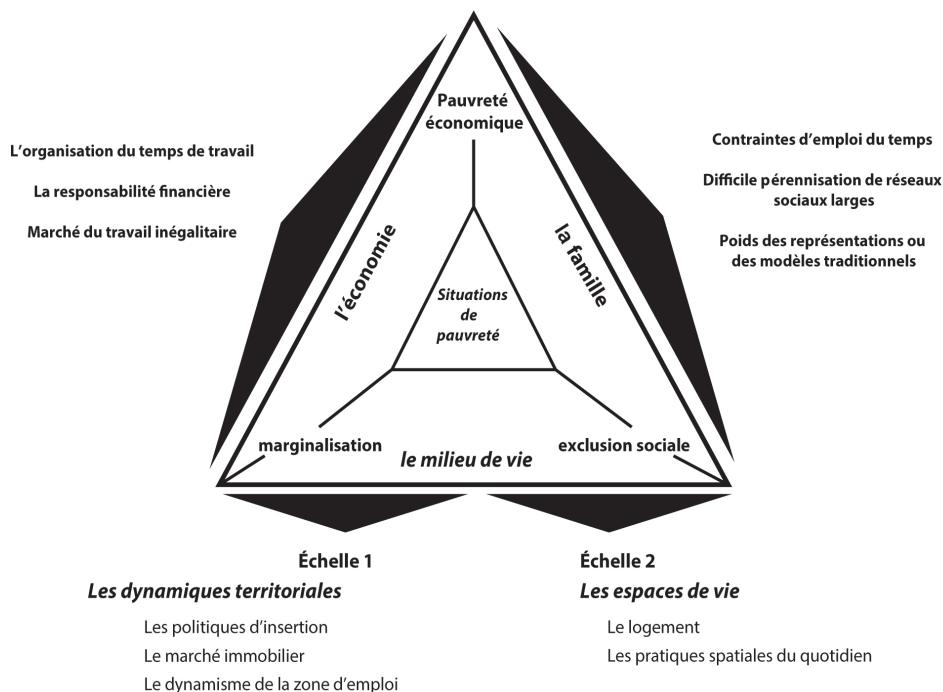 Pauvreté
économique
L'organisation du temps de travail
La responsabilité financière
Marché du travail inégalitaire
Contraintes d'emploi du temps
Difficile pérennisation de réseaux
sociaux larges
Poids des représentations ou
des modèles traditionnels
l'économie
la famille
Situations
de
pauvreté
marginalisation
le milieu de vie
exclusion sociale
Échelle 1
Les dynamiques territoriales
Les politiques d'insertion
Le marché immobilier
Le dynamisme de la zone d'emploi
Échelle 2
Les espaces de vie
Le logement
Les pratiques spatiales du quotidien